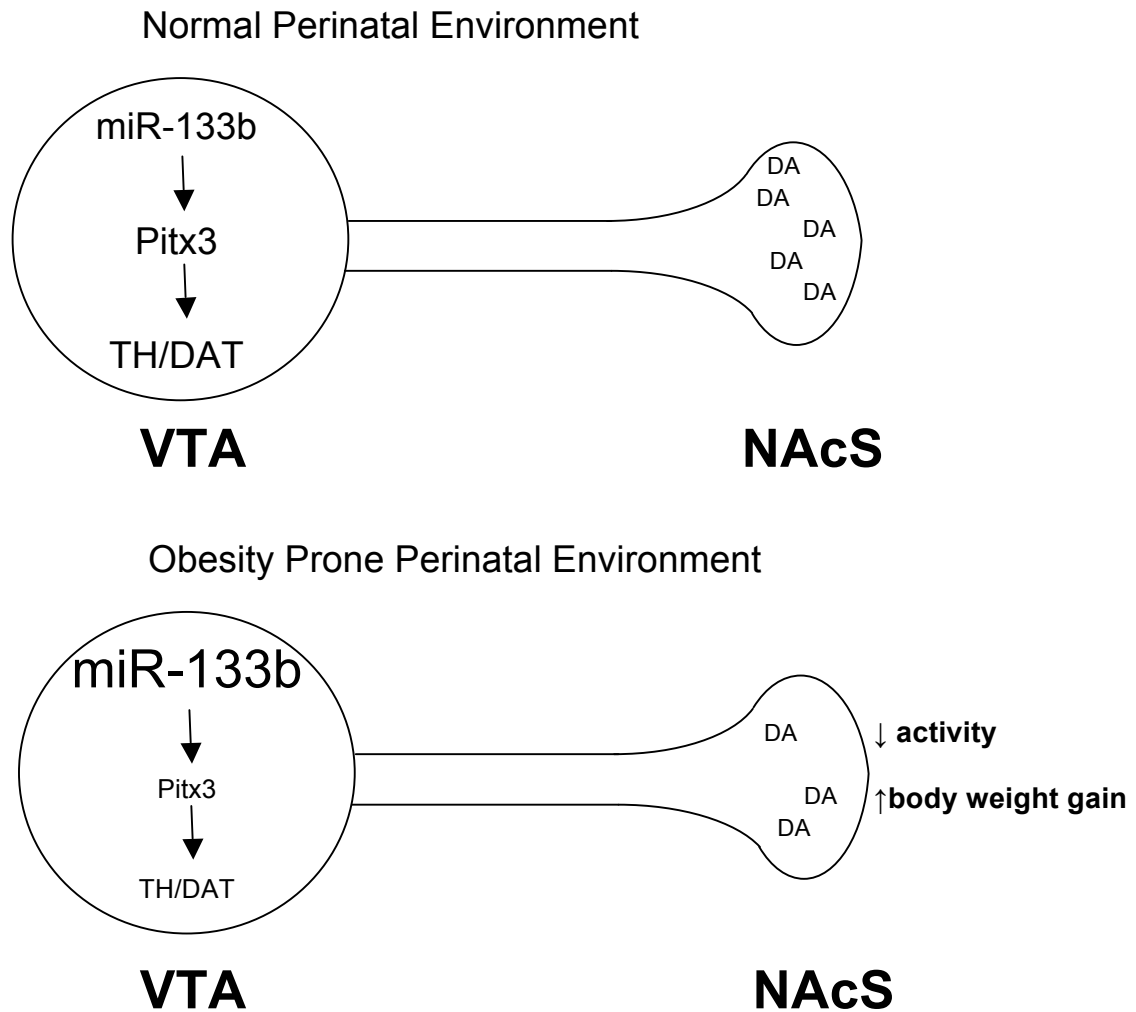 Normal Perinatal Environment
miR-133b
Pitx3
TH/DAT
DA
DA
DA
DA
DA
VTA
NAcS
Obesity Prone Perinatal Environment
miR-133b
Pitx3
TH/DAT
DA
DA
DA
↓ activity
↑body weight gain
VTA
NAcS